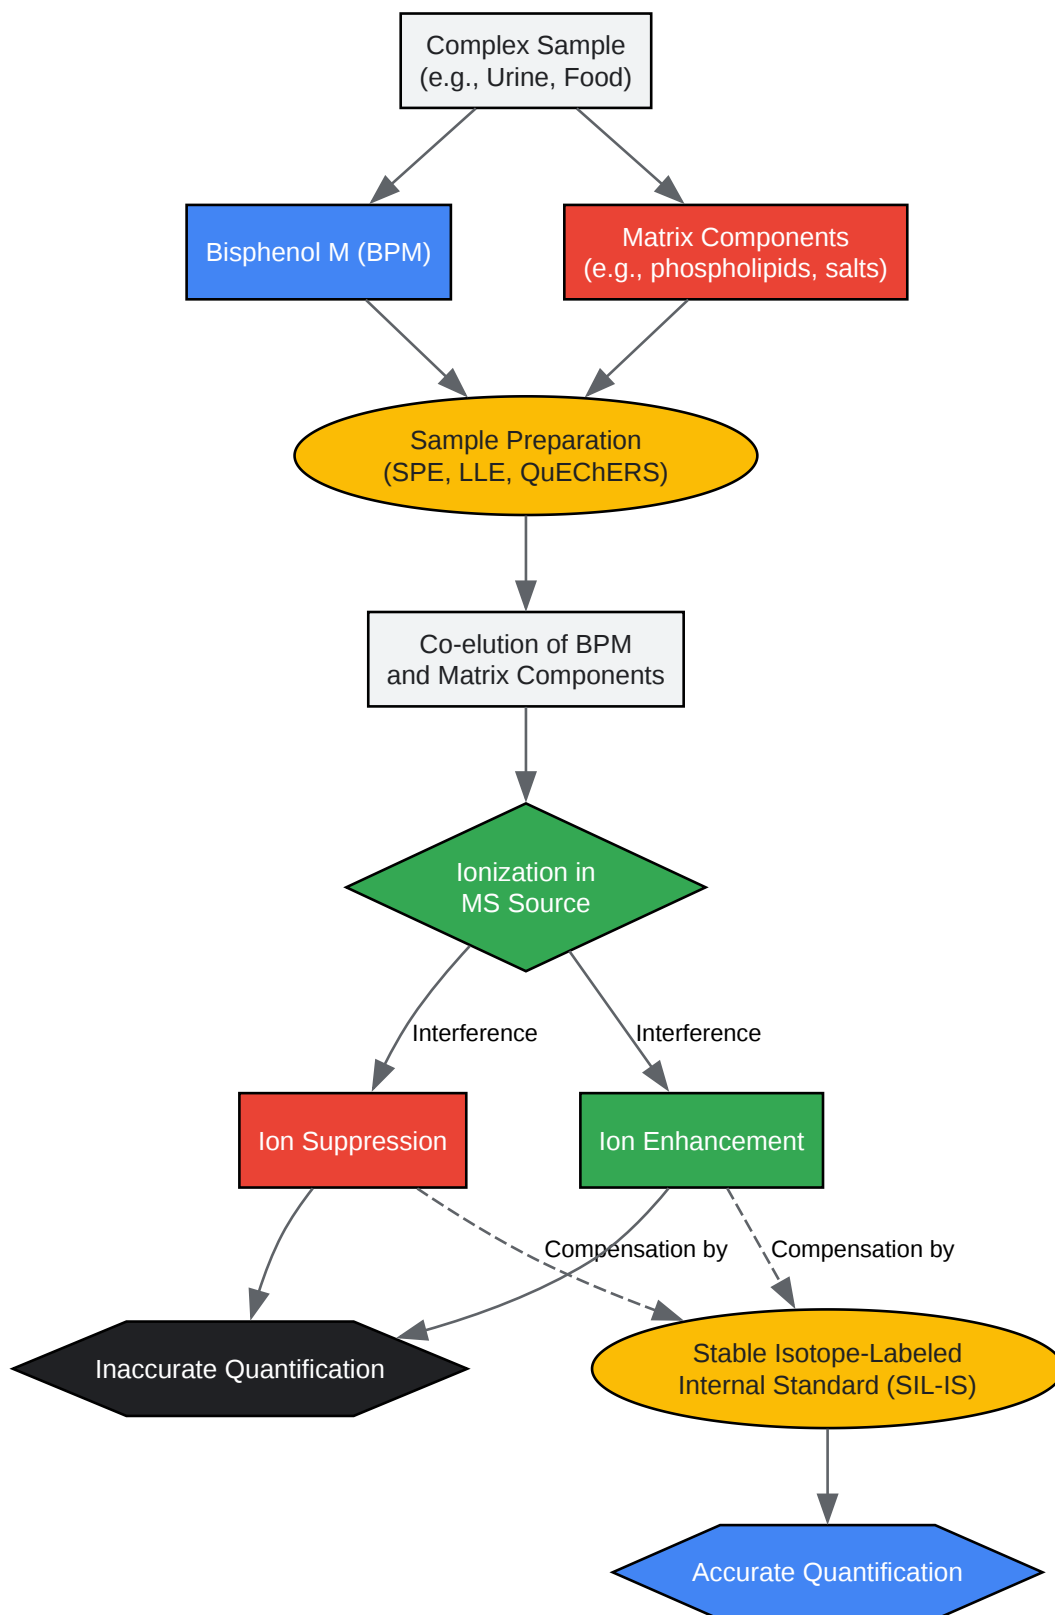 Complex Sample
(e.g., Urine, Food)
Bisphenol M (BPM)
Matrix Components
(e.g., phospholipids, salts)
Sample Preparation
(SPE, LLE, QuEChERS)
Co-elution of BPM
and Matrix Components
Ionization in
MS Source
Interference
Interference
Ion Suppression
Ion Enhancement
Compensation by
Compensation by
Inaccurate Quantification
Stable Isotope-Labeled
Internal Standard (SIL-IS)
Accurate Quantification